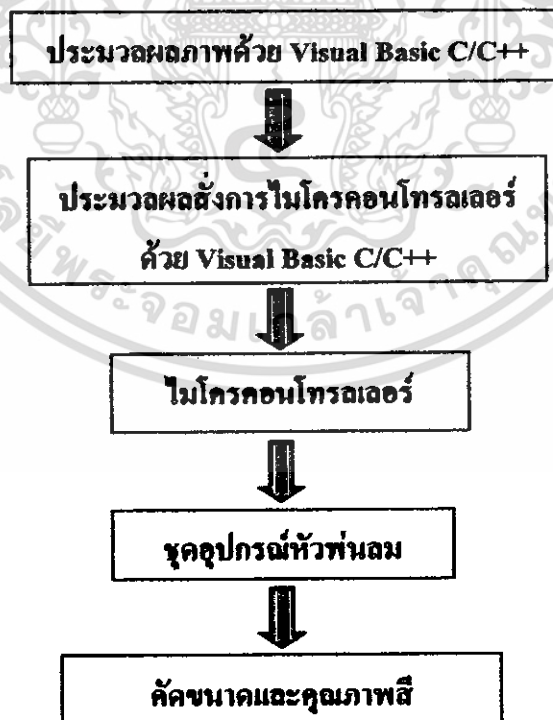 ประมวลผลภาพด้วย Visual Basic C/C++
ประมวลผลสั่งการไมโครคอนโทรลเลอร์
ด้วย Visual Basic C/C++
ไมโครคอนโทรลเลอร์
ชุดอุปกรณ์หัวพ่นลม
คัดขนาดและคุณภาพสี